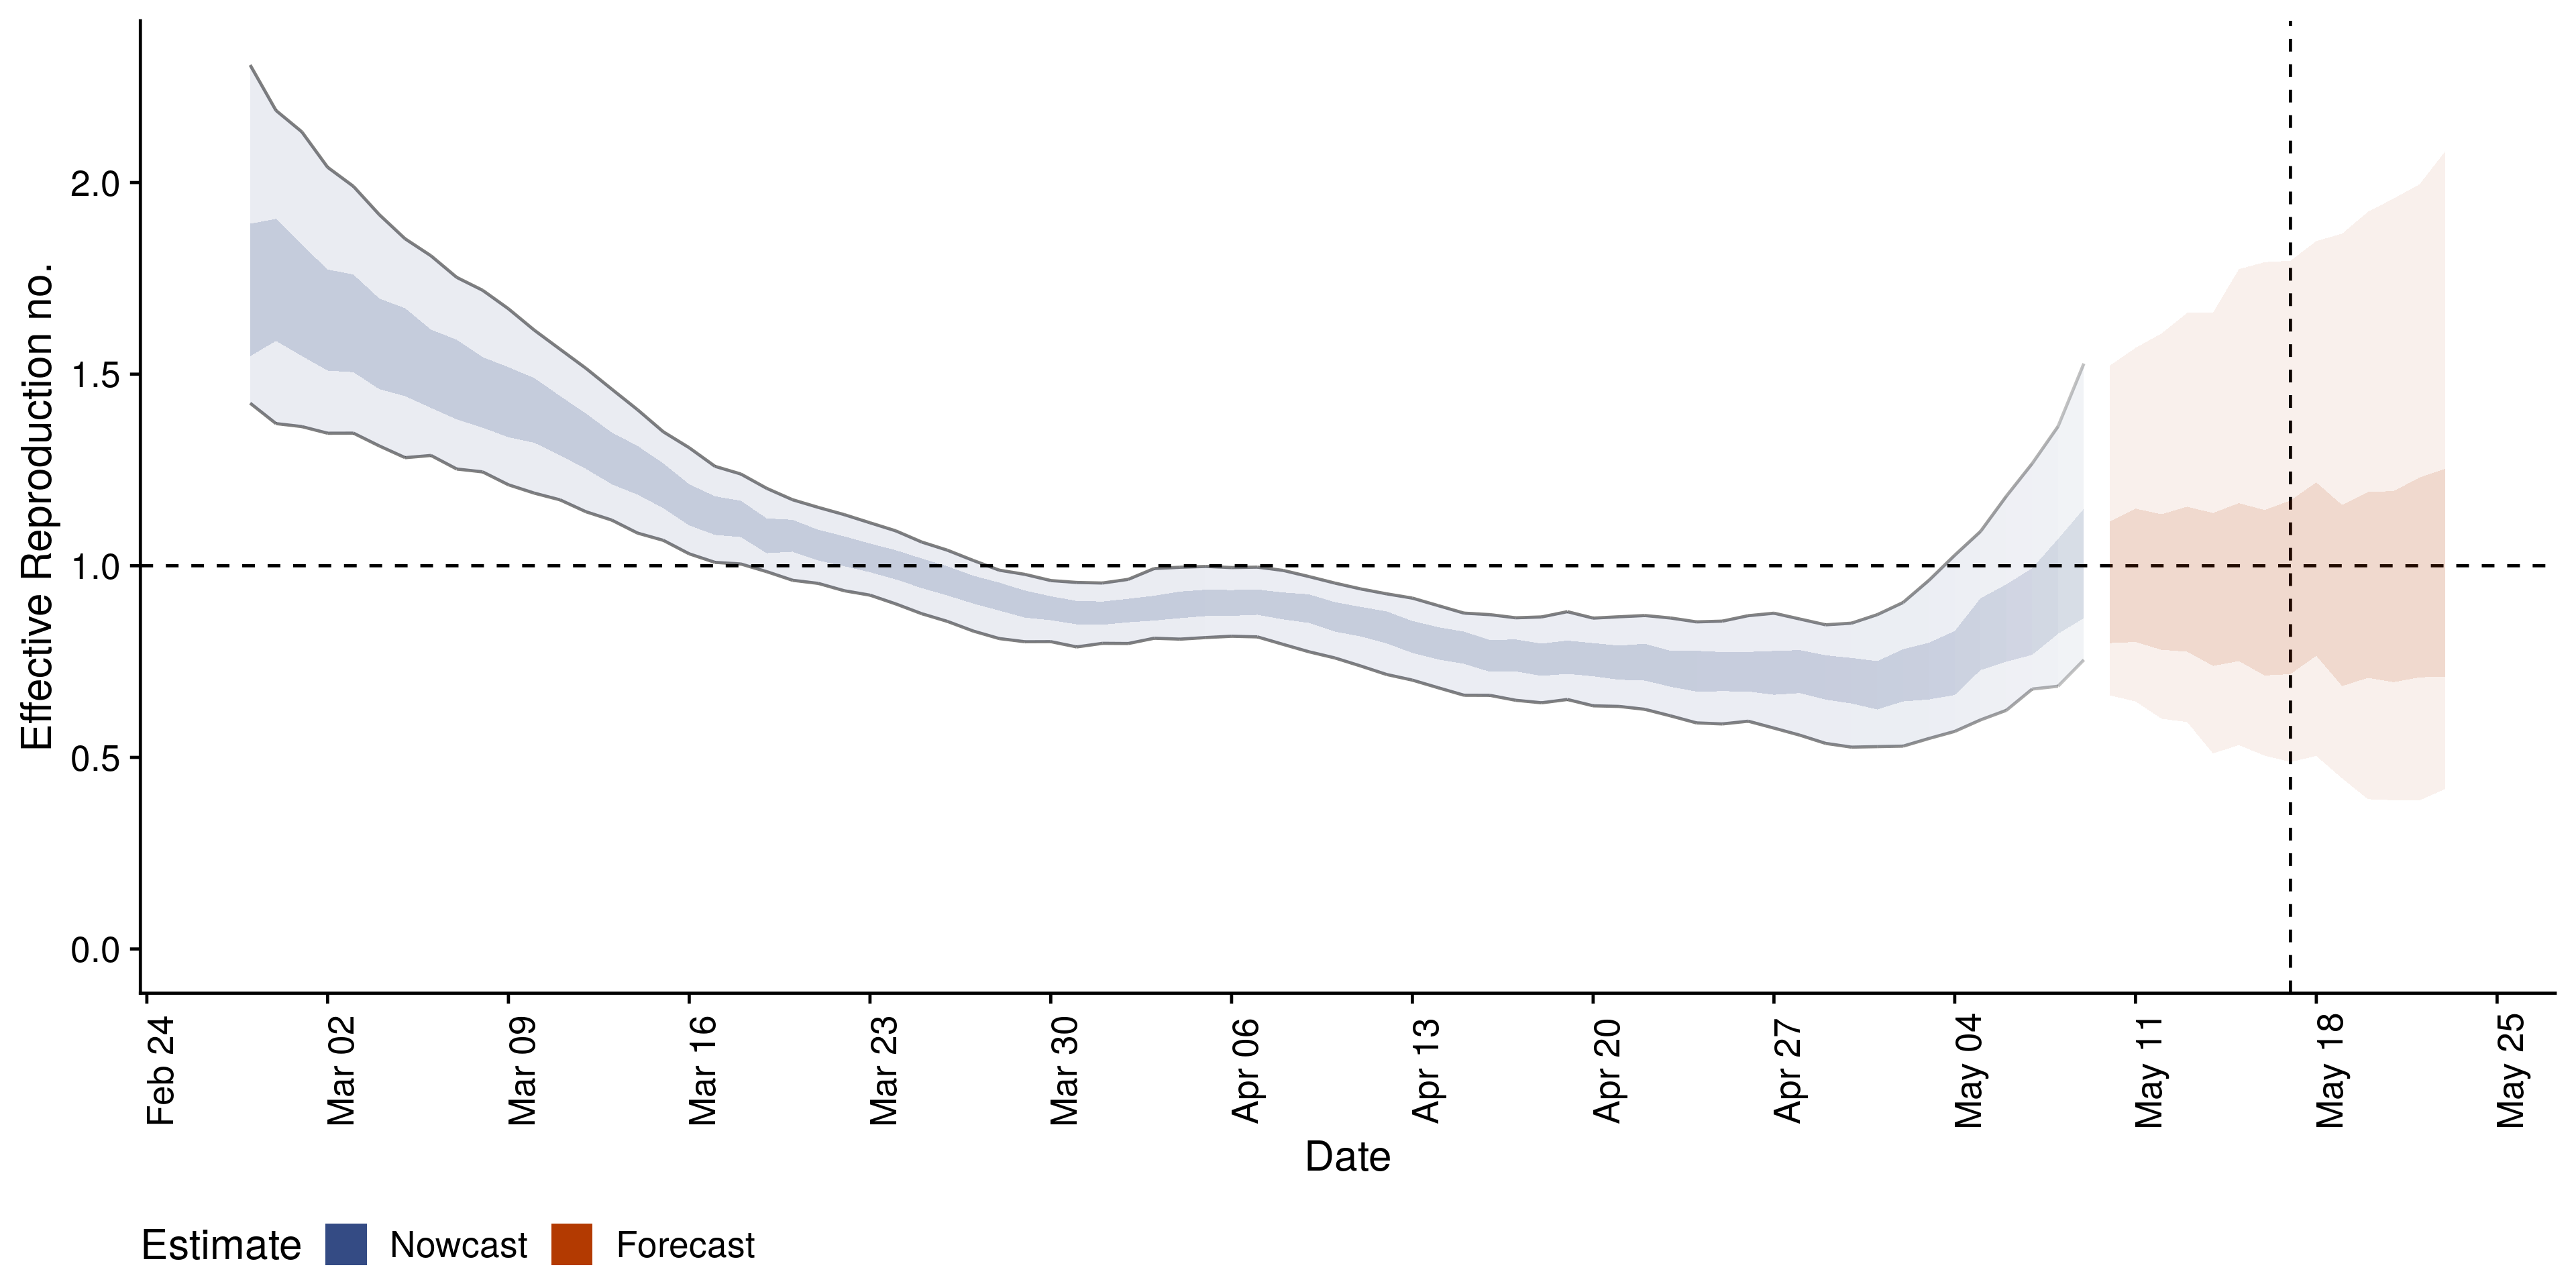 Effective Reproduction no.
2.0
1.5
1.0
0.5
0.0
Feb 24
Mar 02
Mar 09
Mar 16
Mar 23
Mar 30
Apr 06
Apr 13
Apr 20
Apr 27
May 04
May 11
May 18
May 25
Date
Estimate Nowcast Forecast